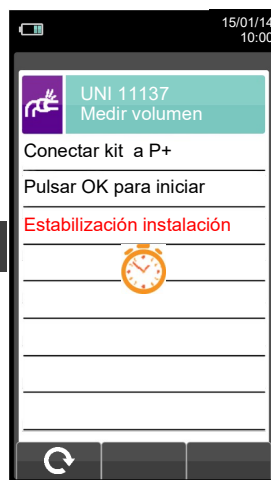 15/01/14
10:00
UNI 11137
Medir volumen
Conectar kit a P+
Pulsar OK para iniciar
Estabilización instalación